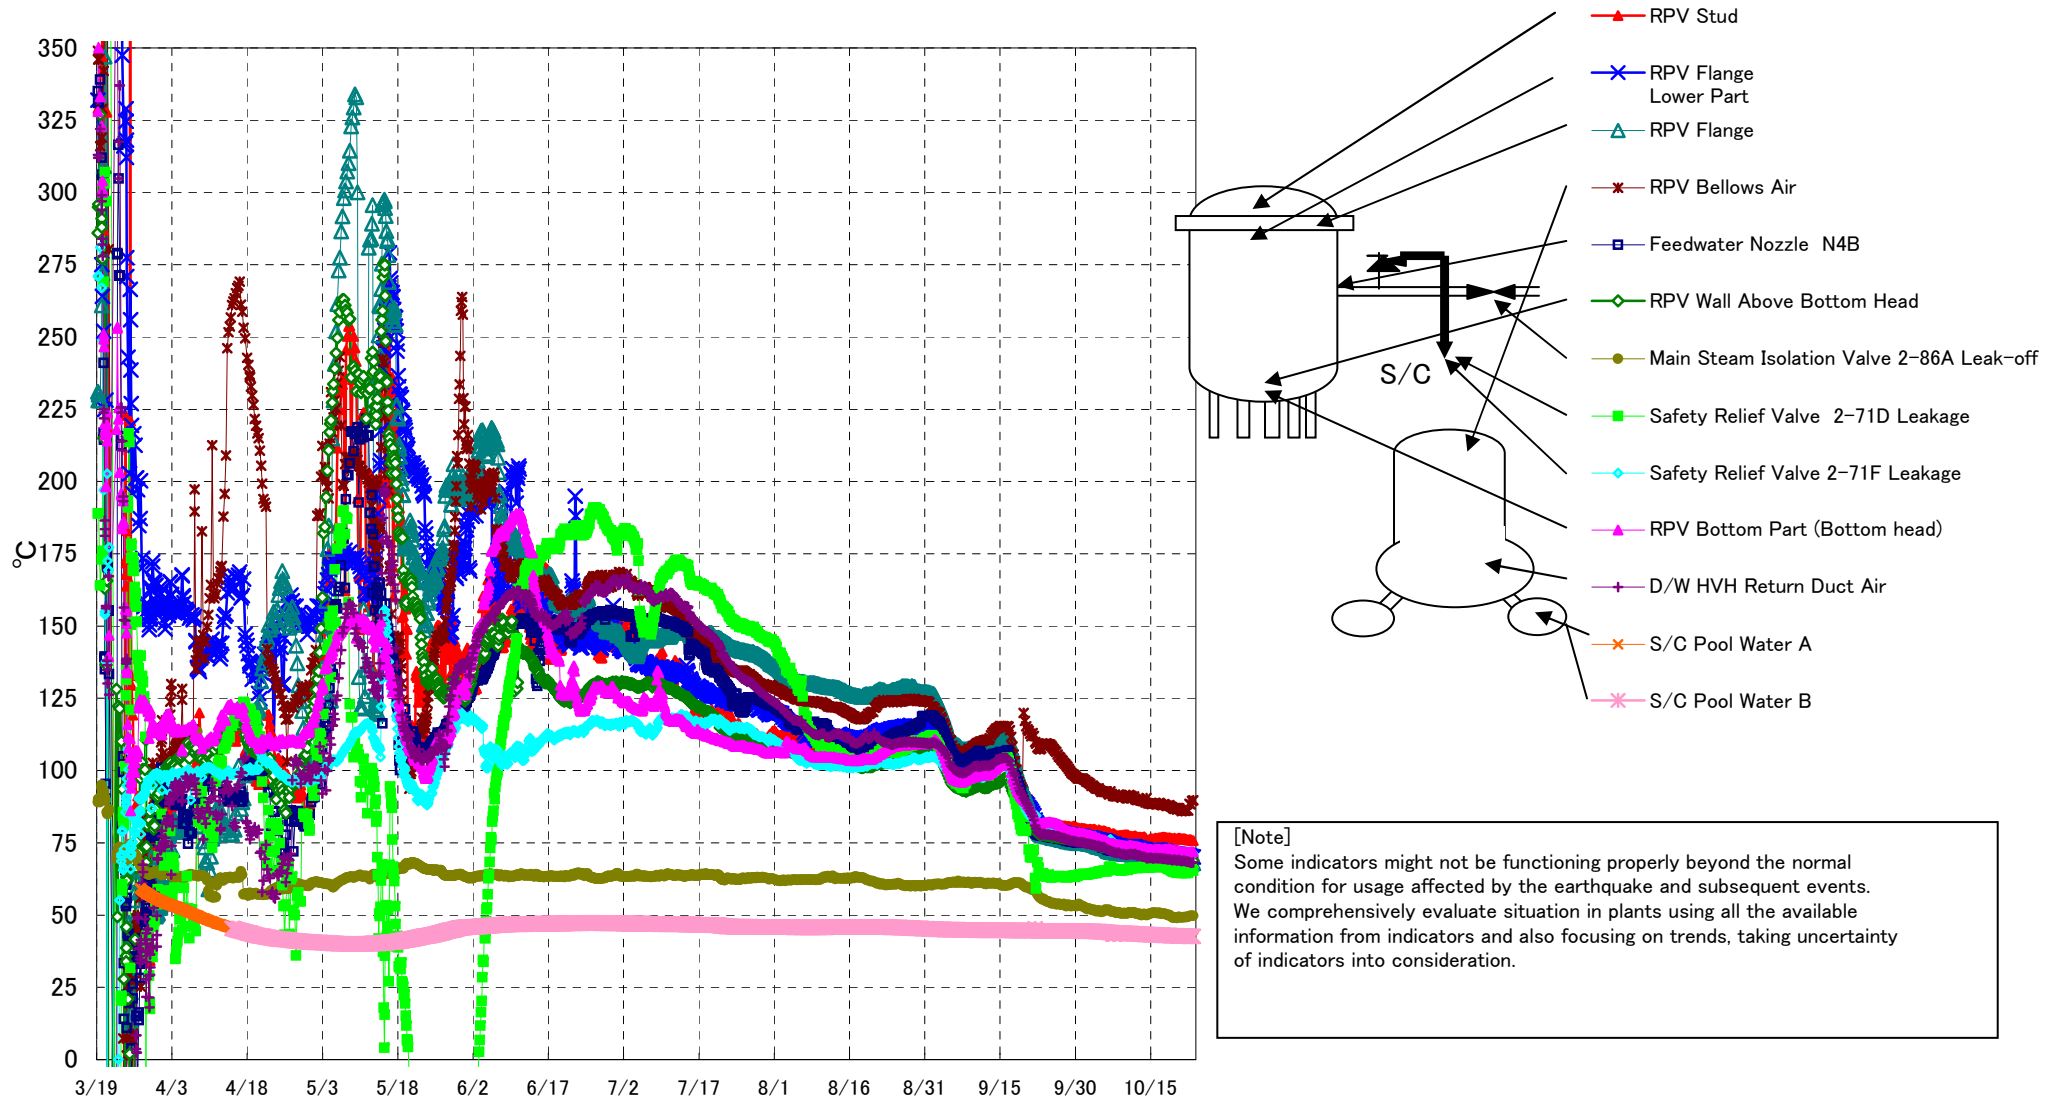 350
325
300
275
250
225
200
175
150
125
100
75
50
25
0
℃
3/19 4/3 4/18 5/3 5/18 6/2 6/17 7/2 7/17 8/1 8/16 8/31 9/15 9/30 10/15
RPV Stud
RPV Flange
Lower Part
RPV Flange
RPV Bellows Air
Feedwater Nozzle N4B
RPV Wall Above Bottom Head
Main Steam Isolation Valve 2-86A Leak-off
Safety Relief Valve 2-71D Leakage
Safety Relief Valve 2-71F Leakage
RPV Bottom Part (Bottom head)
D/W HVH Return Duct Air
S/C Pool Water A
S/C Pool Water B
S/C
[Note]
Some indicators might not be functioning properly beyond the normal
condition for usage affected by the earthquake and subsequent events.
We comprehensively evaluate situation in plants using all the available
information from indicators and also focusing on trends, taking uncertainty
of indicators into consideration.